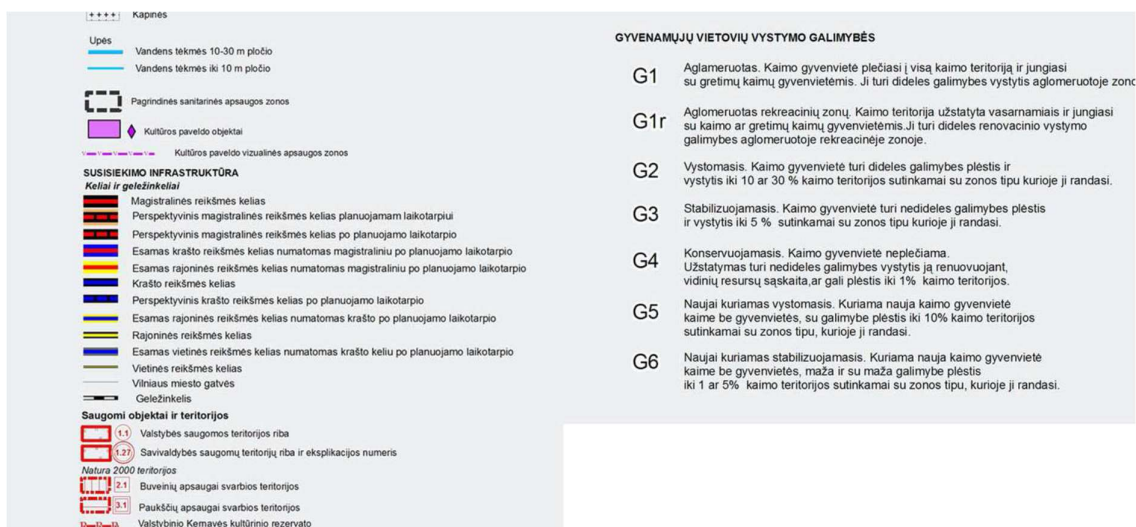 Kapinės
Upės
Vandens tėkmės 10-30 m pločio
Vandens tėkmės iki 10 m pločio
Pagrindinės sanitarinės apsaugos zonos
Kultūros paveldo objektai
Kultūros paveldo vizualinės apsaugos zonos
SUSISIEKIMO INFRASTRUKTŪRA
Keliai ir geležinkeliai
Magistralinės reikšmės kelias
Perspektyvinis magistralinės reikšmės kelias planuojamam laikotarpiui
Perspektyvinis magistralinės reikšmės kelias po planuojamo laikotarpio
Esamas krašto reikšmės kelias numatomas magistraliniu po planuojamo laikotarpio
Esamas rajoninės reikšmės kelias numatomas magistraliniu po planuojamo laikotarpio
Krašto reikšmės kelias
Perspektyvinis krašto reikšmės kelias po planuojamo laikotarpio
Esamas rajoninės reikšmės kelias numatomas krašto po planuojamo laikotarpio
Rajoninės reikšmės kelias
Esamas vietinės reikšmės kelias numatomas krašto keliu po planuojamo laikotarpio
Vietinės reikšmės kelias
Vilniaus miesto gatvės
Geležinkelis
Saugomi objektai ir teritorijos
1.1 Valstybės saugomos teritorijos riba
1.27 Savivaldybės saugomų teritorijų riba ir eksplikacijos numeris
Natura 2000 teritorijos
2.1 Buveinių apsaugai svarbios teritorijos
3.1 Paukščių apsaugai svarbios teritorijos
Valstybinio Kernavės kultūrinio rezervato
GYVENAMŲJŲ VIETOVIŲ VYSTYMO GALIMYBĖS
G1 Aglameruotas. Kaimo gyvenvietė plečiasi į visą kaimo teritoriją ir jungiasi
su gretimų kaimų gyvenvietėmis. Ji turi dideles galimybes vystytis aglomeruotoje zono
G1r Aglomeruotas rekreacinių zonų. Kaimo teritorija užstatyta vasarnamiais ir jungiasi
su kaimo ar gretimų kaimų gyvenvietėmis.Ji turi dideles renovacinio vystymo
galimybes aglomeruotoje rekreacinėje zonoje.
G2 Vystomasis. Kaimo gyvenvietė turi dideles galimybes plėstis ir
vystytis iki 10 ar 30 % kaimo teritorijos sutinkamai su zonos tipu kurioje ji randasi.
G3 Stabilizuojamasis. Kaimo gyvenvietė turi nedideles galimybes plėstis
ir vystytis iki 5 % sutinkamai su zonos tipu kurioje ji randasi.
G4 Konservuojamasis. Kaimo gyvenvietė neplečiama.
Užstatymas turi nedideles galimybes vystytis ją renuovuojant,
vidinių resursų sąskaita,ar gali plėstis iki 1% kaimo teritorijos.
G5 Naujai kuriamas vystomasis. Kuriama nauja kaimo gyvenvietė
kaime be gyvenvietės, su galimybe plėstis iki 10% kaimo teritorijos
sutinkamai su zonos tipu, kurioje ji randasi.
G6 Naujai kuriamas stabilizuojamasis. Kuriama nauja kaimo gyvenvietė
kaime be gyvenvietės, maža ir su maža galimybe plėstis
iki 1 ar 5% kaimo teritorijos sutinkamai su zonos tipu, kurioje ji randasi.